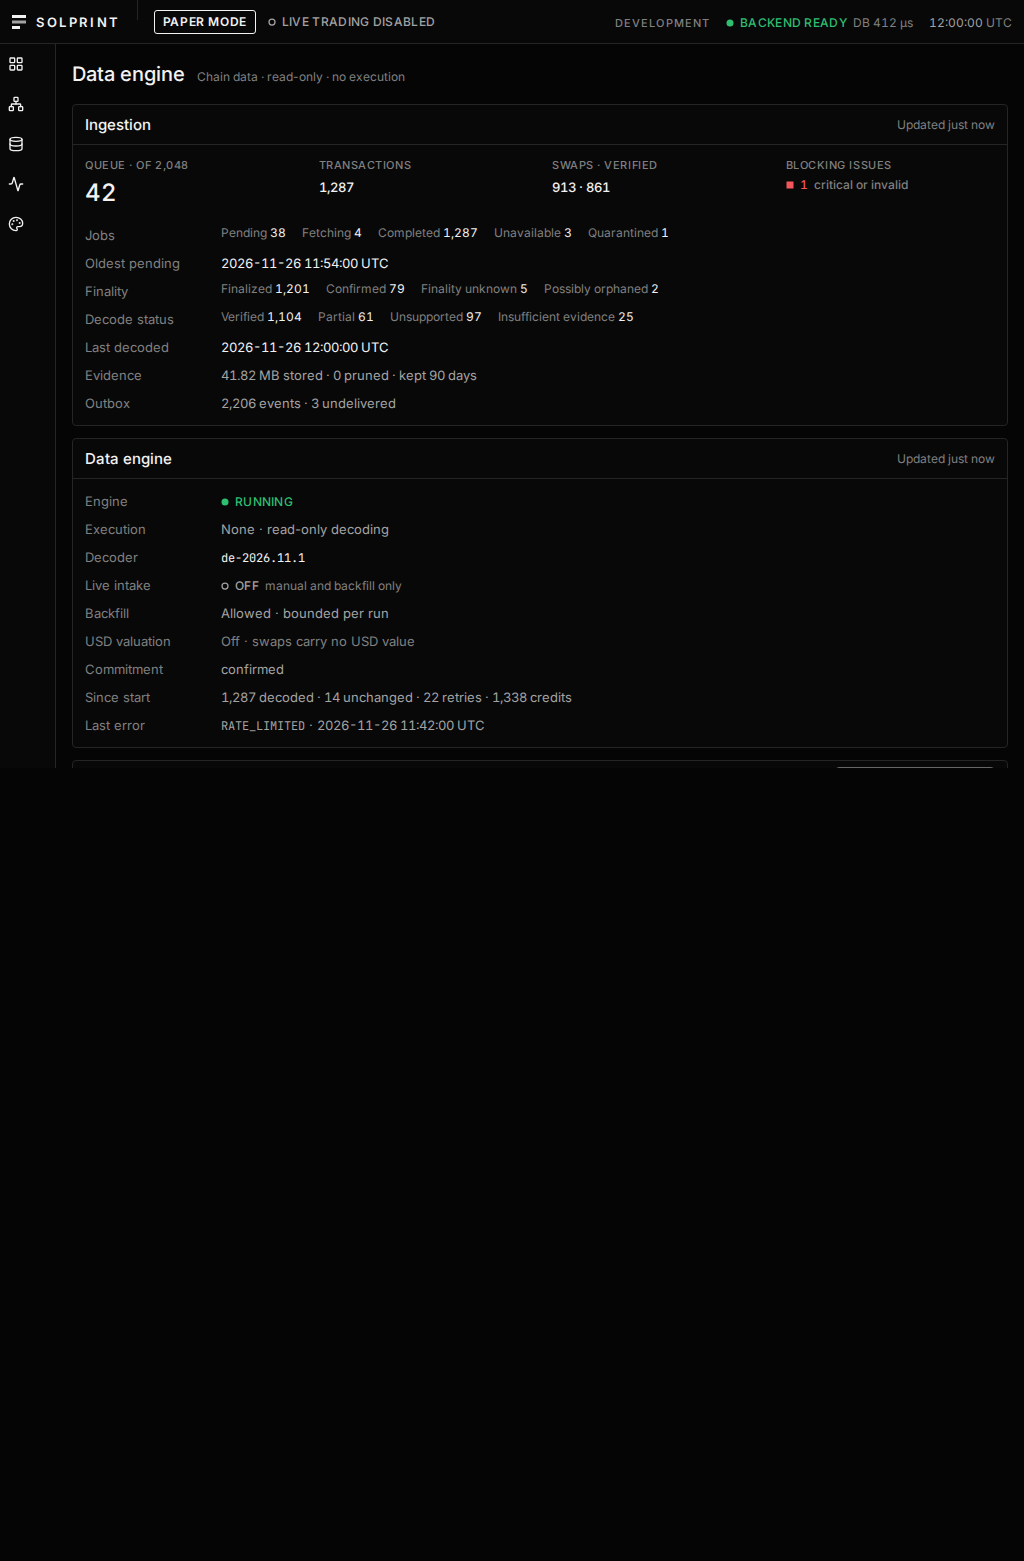 SOLPRINT PAPER MODE LIVE TRADING DISABLED DEVELOPMENT BACKEND READY DB 412 µs 12:00:00 UTC
Data engine Chain data · read-only · no execution
Ingestion Updated just now
QUEUE · OF 2,048 TRANSACTIONS SWAPS · VERIFIED BLOCKING ISSUES
42 1,287 913 · 861 1 critical or invalid
Jobs Pending 38 Fetching 4 Completed 1,287 Unavailable 3 Quarantined 1
Oldest pending 2026-11-26 11:54:00 UTC
Finality Finalized 1,201 Confirmed 79 Finality unknown 5 Possibly orphaned 2
Decode status Verified 1,104 Partial 61 Unsupported 97 Insufficient evidence 25
Last decoded 2026-11-26 12:00:00 UTC
Evidence 41.82 MB stored · 0 pruned · kept 90 days
Outbox 2,206 events · 3 undelivered
Data engine Updated just now
Engine RUNNING
Execution None · read-only decoding
Decoder de-2026.11.1
Live intake OFF manual and backfill only
Backfill Allowed · bounded per run
USD valuation Off · swaps carry no USD value
Commitment confirmed
Since start 1,287 decoded · 14 unchanged · 22 retries · 1,338 credits
Last error RATE_LIMITED · 2026-11-26 11:42:00 UTC